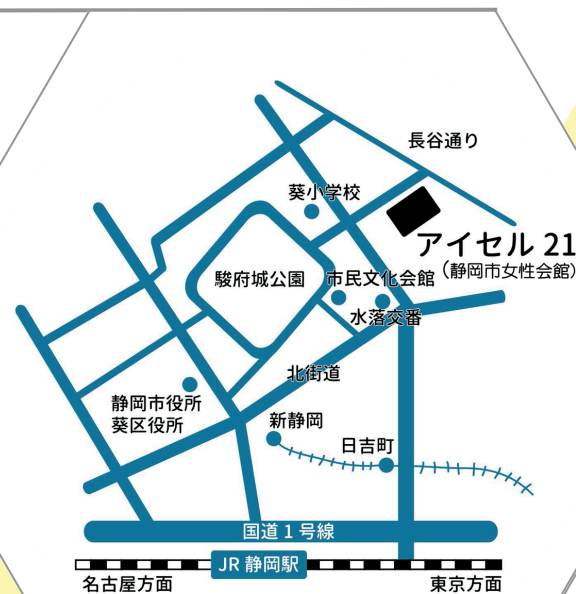 長谷通り
葵小学校
アイセル 21
(静岡市女性会館)
駿府城公園
市民文化会館
水落交番
北街道
静岡市役所
葵区役所
新静岡
日吉町
国道 1 号線
JR 静岡駅
名古屋方面
東京方面